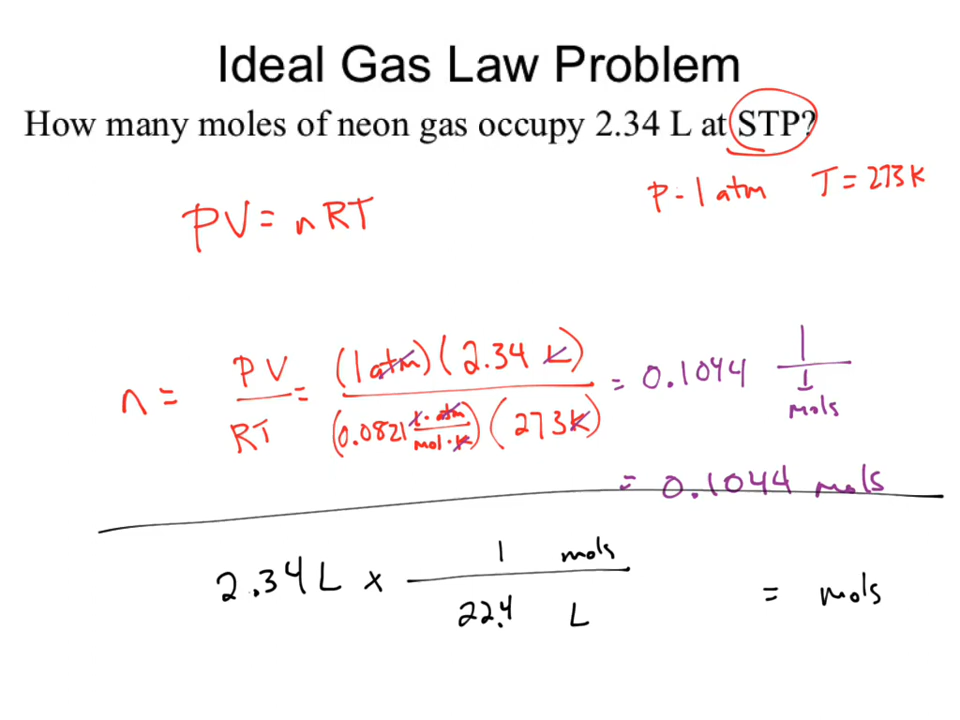 Ideal Gas Law Problem
How many moles of neon gas occupy 2.34 L at STP?
P = 1 atm T = 273 K
PV = nRT
n = PV/RT = (1 atm)(2.34 L)/(0.0821 L·atm/mol·K)(273 K) = 0.1044 1/(1/mols)
= 0.1044 mols
2.34 L x 1 mols/22.4 L = mols